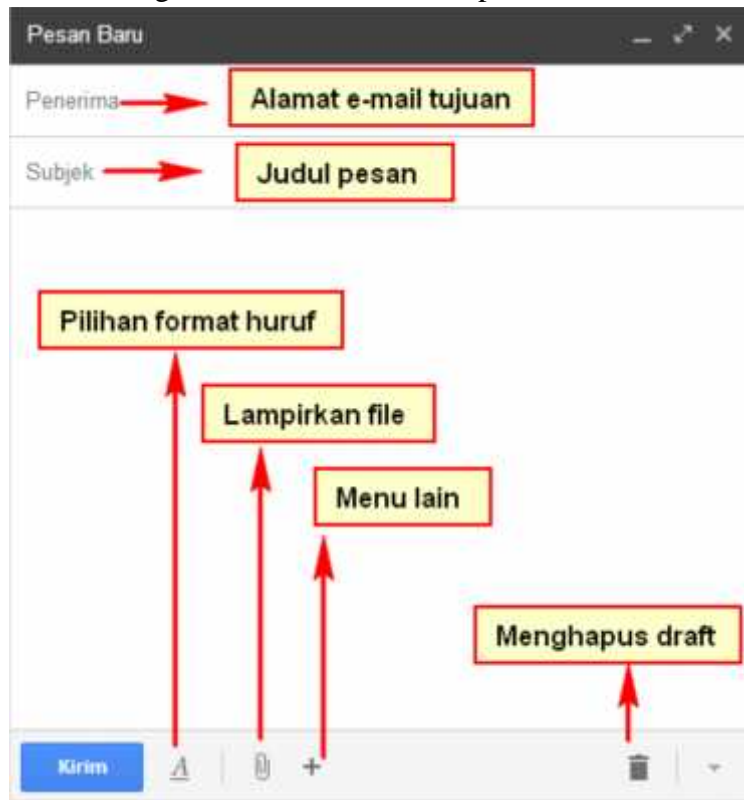 Pesan Baru
Penerima Alamat e-mail tujuan
Subjek Judul pesan
Pilihan format huruf
Lampirkan file
Menu lain
Menghapus draft
Kirim A